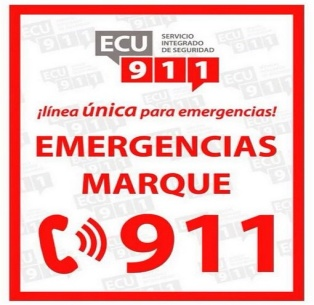 ECU
SERVICIO
INTEGRADO
DE SEGURIDAD
911
¡línea única para emergencias!
EMERGENCIAS
MARQUE
911